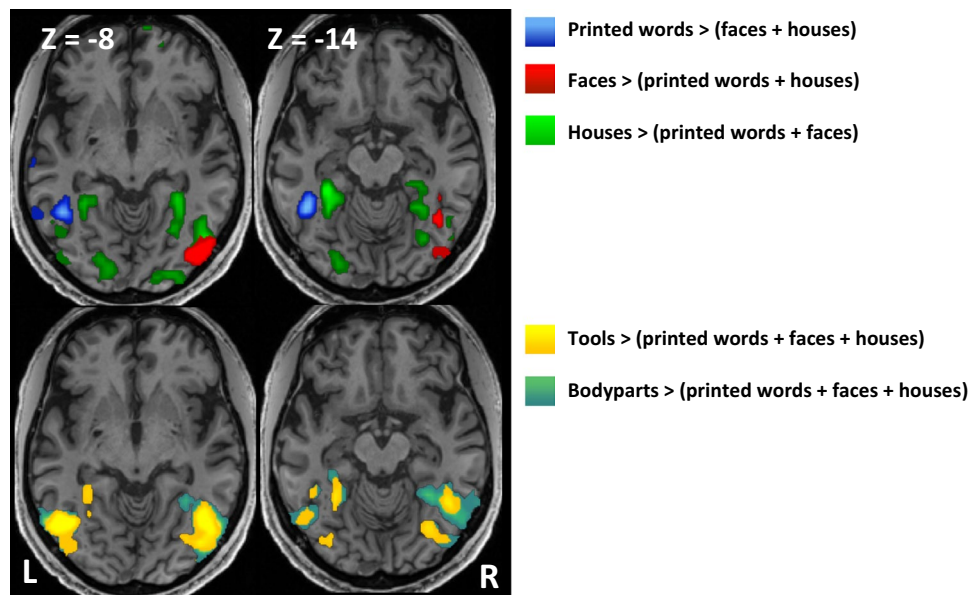 Z = -8
Z = -14
Printed words > (faces + houses)
Faces > (printed words + houses)
Houses > (printed words + faces)
Tools > (printed words + faces + houses)
Bodyparts > (printed words + faces + houses)
L
R